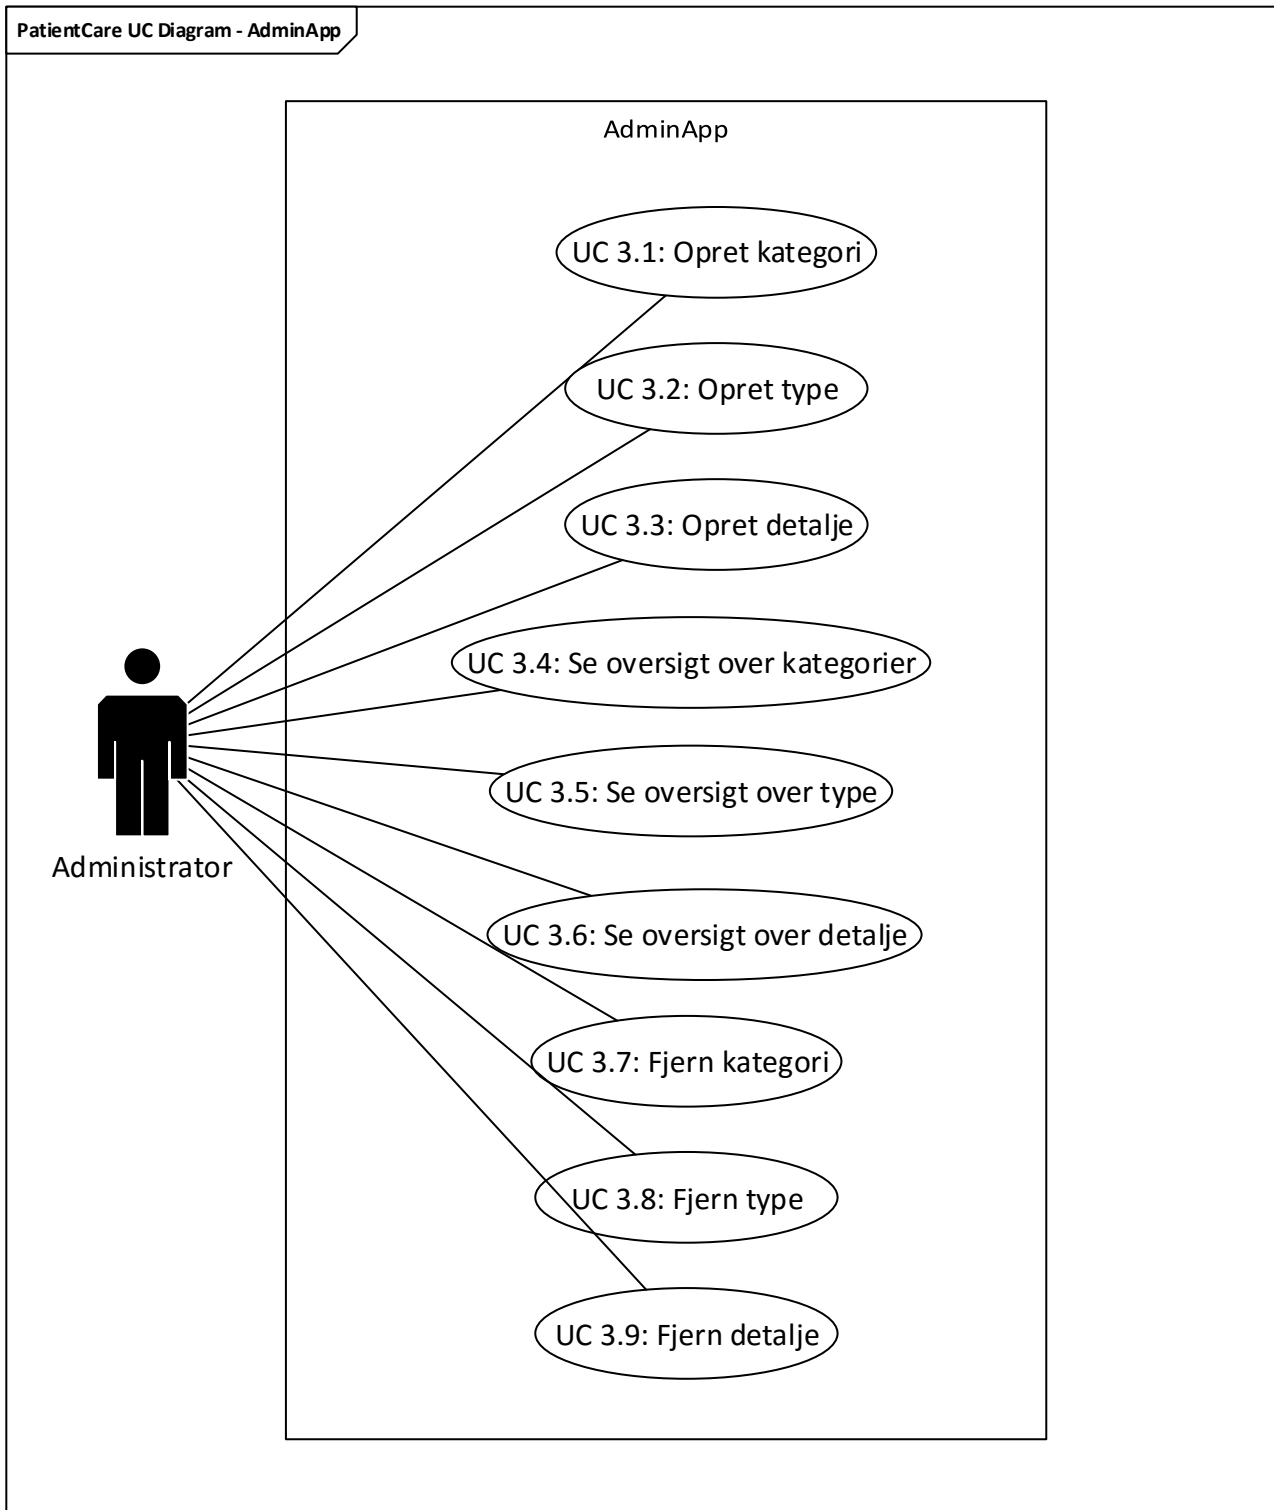 PatientCare UC Diagram - AdminApp
AdminApp
UC 3.1: Opret kategori
UC 3.2: Opret type
UC 3.3: Opret detalje
UC 3.4: Se oversigt over kategorier
UC 3.5: Se oversigt over type
Administrator
UC 3.6: Se oversigt over detalje
UC 3.7: Fjern kategori
UC 3.8: Fjern type
UC 3.9: Fjern detalje